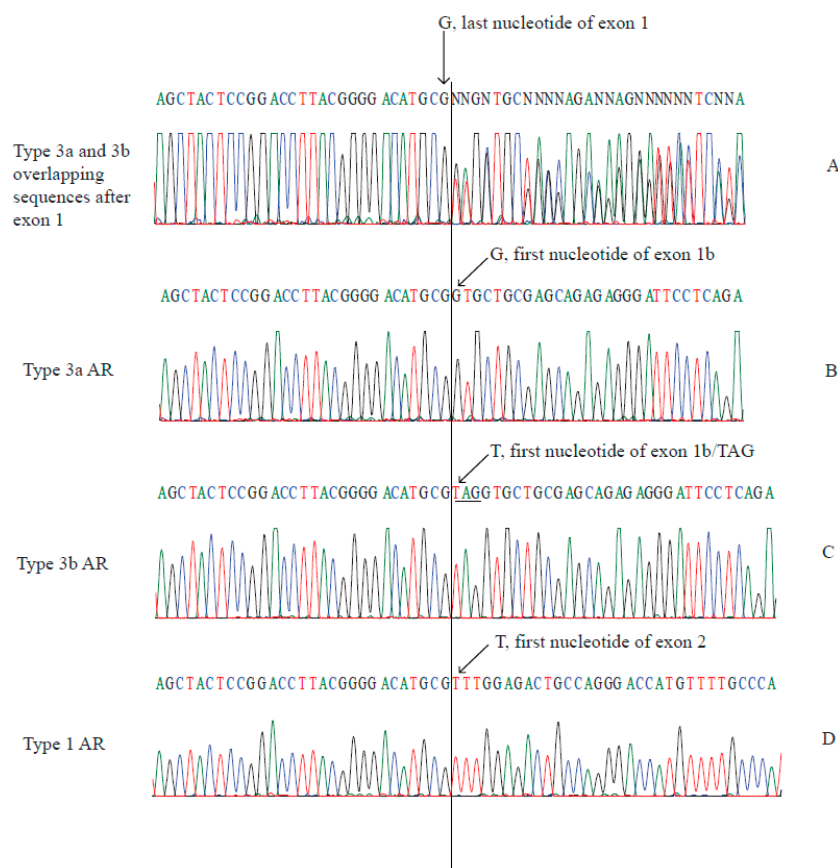 G, last nucleotide of exon 1
AGCTACTCCGGACCTTACGGGGACATGCGNNGNTGCNNNNAGANNAGNNNNNNTCNNA
Type 3a and 3b
overlapping
sequences after
exon 1
A
G, first nucleotide of exon 1b
AGCTACTCCGGACCTTACGGGGACATGCGGTGCTGCGAGCAGAGAGGGATTCCTCAGA
Type 3a AR
B
T, first nucleotide of exon 1b/TAG
AGCTACTCCGGACCTTACGGGGACATGCGTAGGTGCTGCGAGCAGAGAGGGATTCCTCAGA
Type 3b AR
C
T, first nucleotide of exon 2
AGCTACTCCGGACCTTACGGGGACATGCGTTTGGAGACTGCCAGGGACCATGTTTTGCCCA
Type 1 AR
D